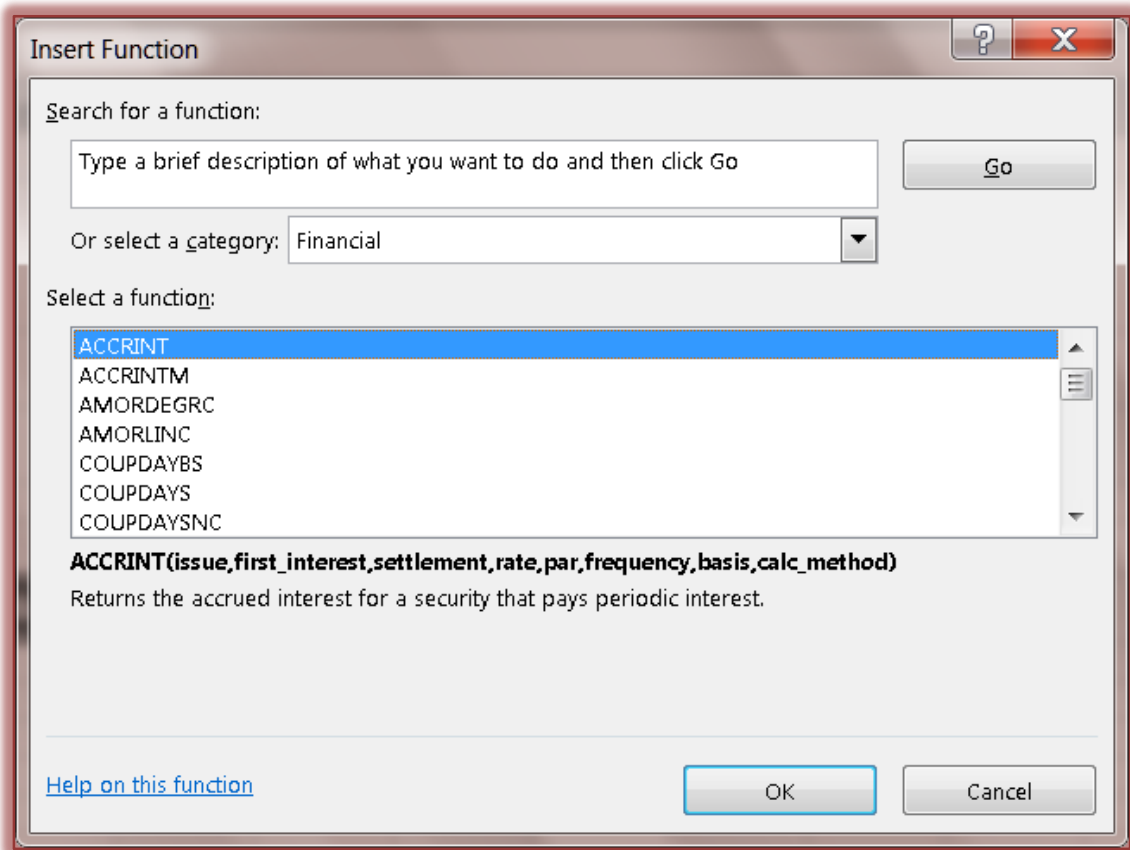 Insert Function
Search for a function:
Type a brief description of what you want to do and then click Go
Go
Or select a category: Financial
Select a function:
ACCRINT
ACCRINTM
AMORDEGRC
AMORLINC
COUPDAYBS
COUPDAYS
COUPDAYSNC
ACCRINT(issue,first_interest,settlement,rate,par,frequency,basis,calc_method)
Returns the accrued interest for a security that pays periodic interest.
Help on this function
OK
Cancel